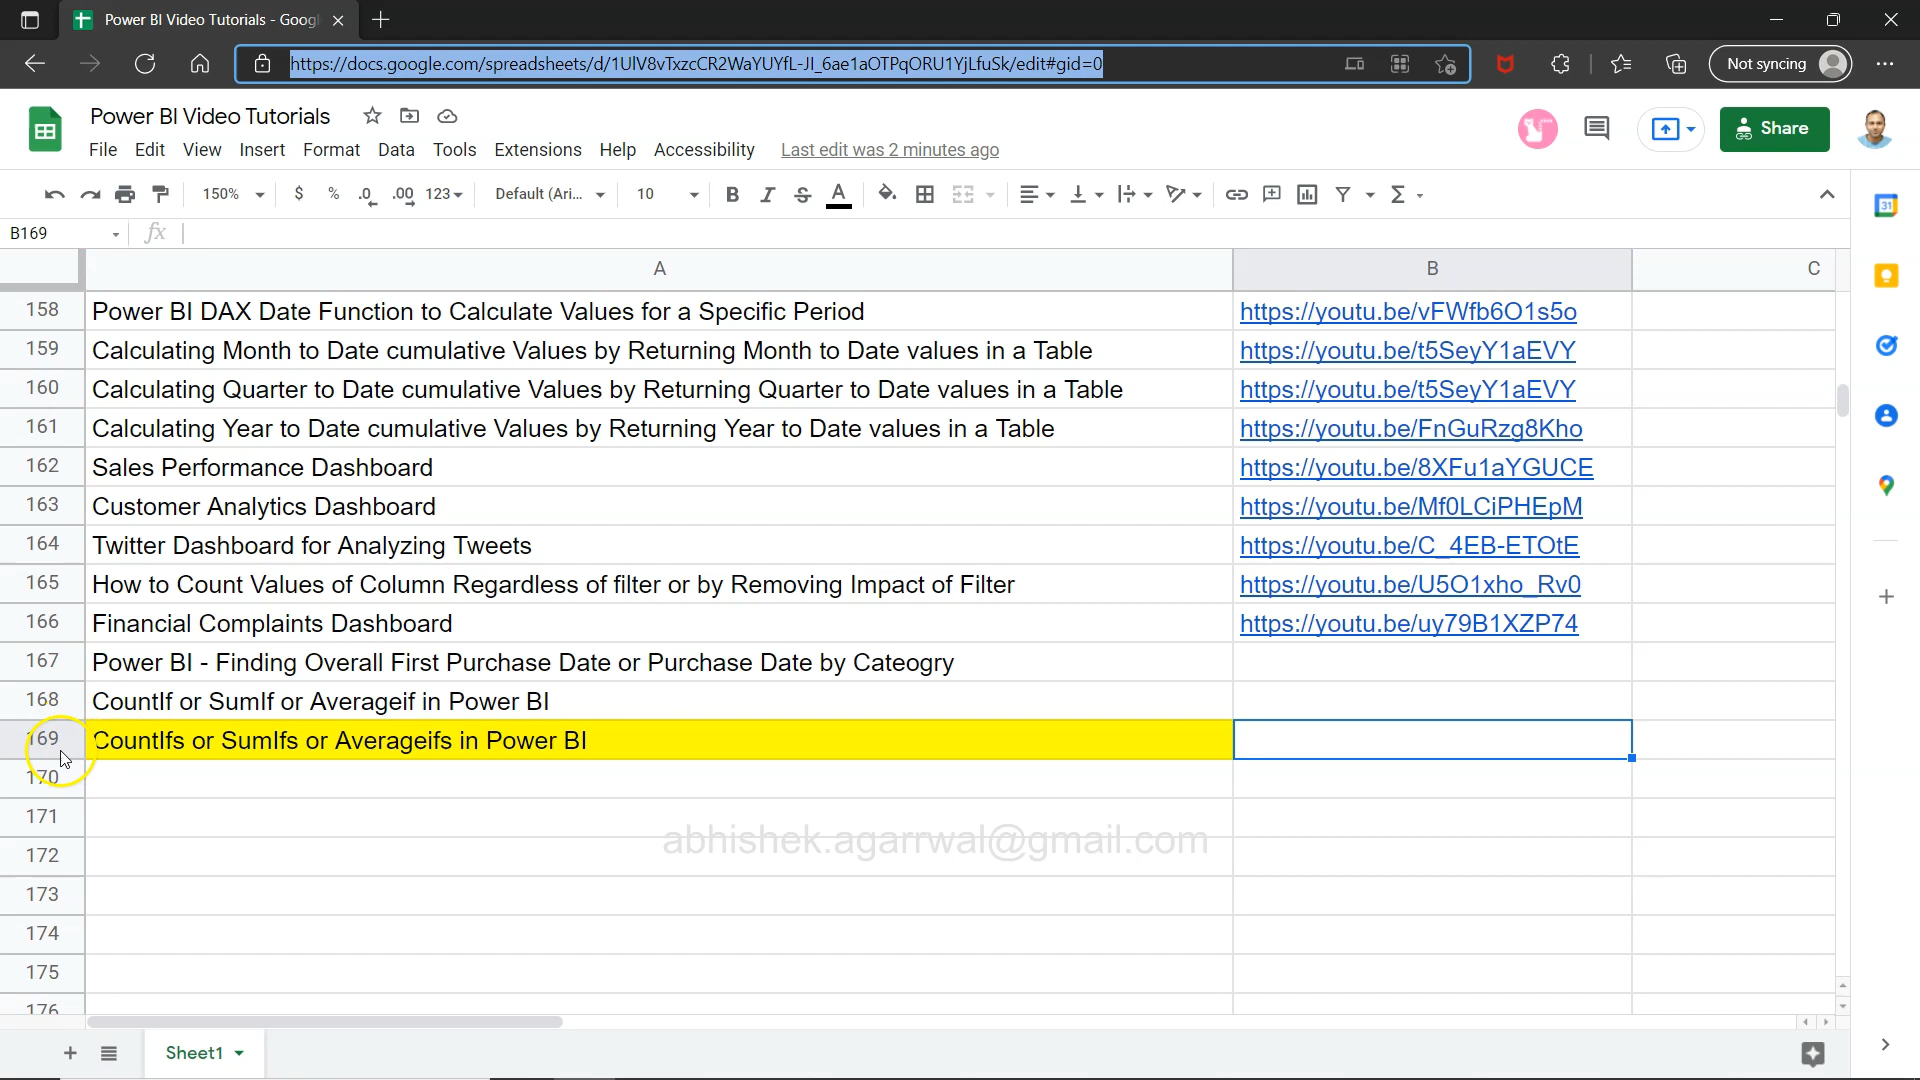 Power BI Video Tutorials - Goog
https://docs.google.com/spreadsheets/d/1UlV8vTxzcCR2WaYUYfL-JI_6ae1aOTPqORU1YjLfuSk/edit#gid=0
Not syncing
Power BI Video Tutorials
File Edit View Insert Format Data Tools Extensions Help Accessibility Last edit was 2 minutes ago
Share
150% $ % .0 .00 123 Default (Ari... 10 B I S A Σ
B169 fx
A B C
158 Power BI DAX Date Function to Calculate Values for a Specific Period https://youtu.be/vFWfb6O1s5o
159 Calculating Month to Date cumulative Values by Returning Month to Date values in a Table https://youtu.be/t5SeyY1aEVY
160 Calculating Quarter to Date cumulative Values by Returning Quarter to Date values in a Table https://youtu.be/t5SeyY1aEVY
161 Calculating Year to Date cumulative Values by Returning Year to Date values in a Table https://youtu.be/FnGuRzg8Kho
162 Sales Performance Dashboard https://youtu.be/8XFu1aYGUCE
163 Customer Analytics Dashboard https://youtu.be/Mf0LCiPHEpM
164 Twitter Dashboard for Analyzing Tweets https://youtu.be/C_4EB-ETOtE
165 How to Count Values of Column Regardless of filter or by Removing Impact of Filter https://youtu.be/U5O1xho_Rv0
166 Financial Complaints Dashboard https://youtu.be/uy79B1XZP74
167 Power BI - Finding Overall First Purchase Date or Purchase Date by Cateogry
168 CountIf or SumIf or Averageif in Power BI
169 CountIfs or SumIfs or Averageifs in Power BI
170
171
abhishek.agarrwal@gmail.com
172
173
174
175
176
Sheet1